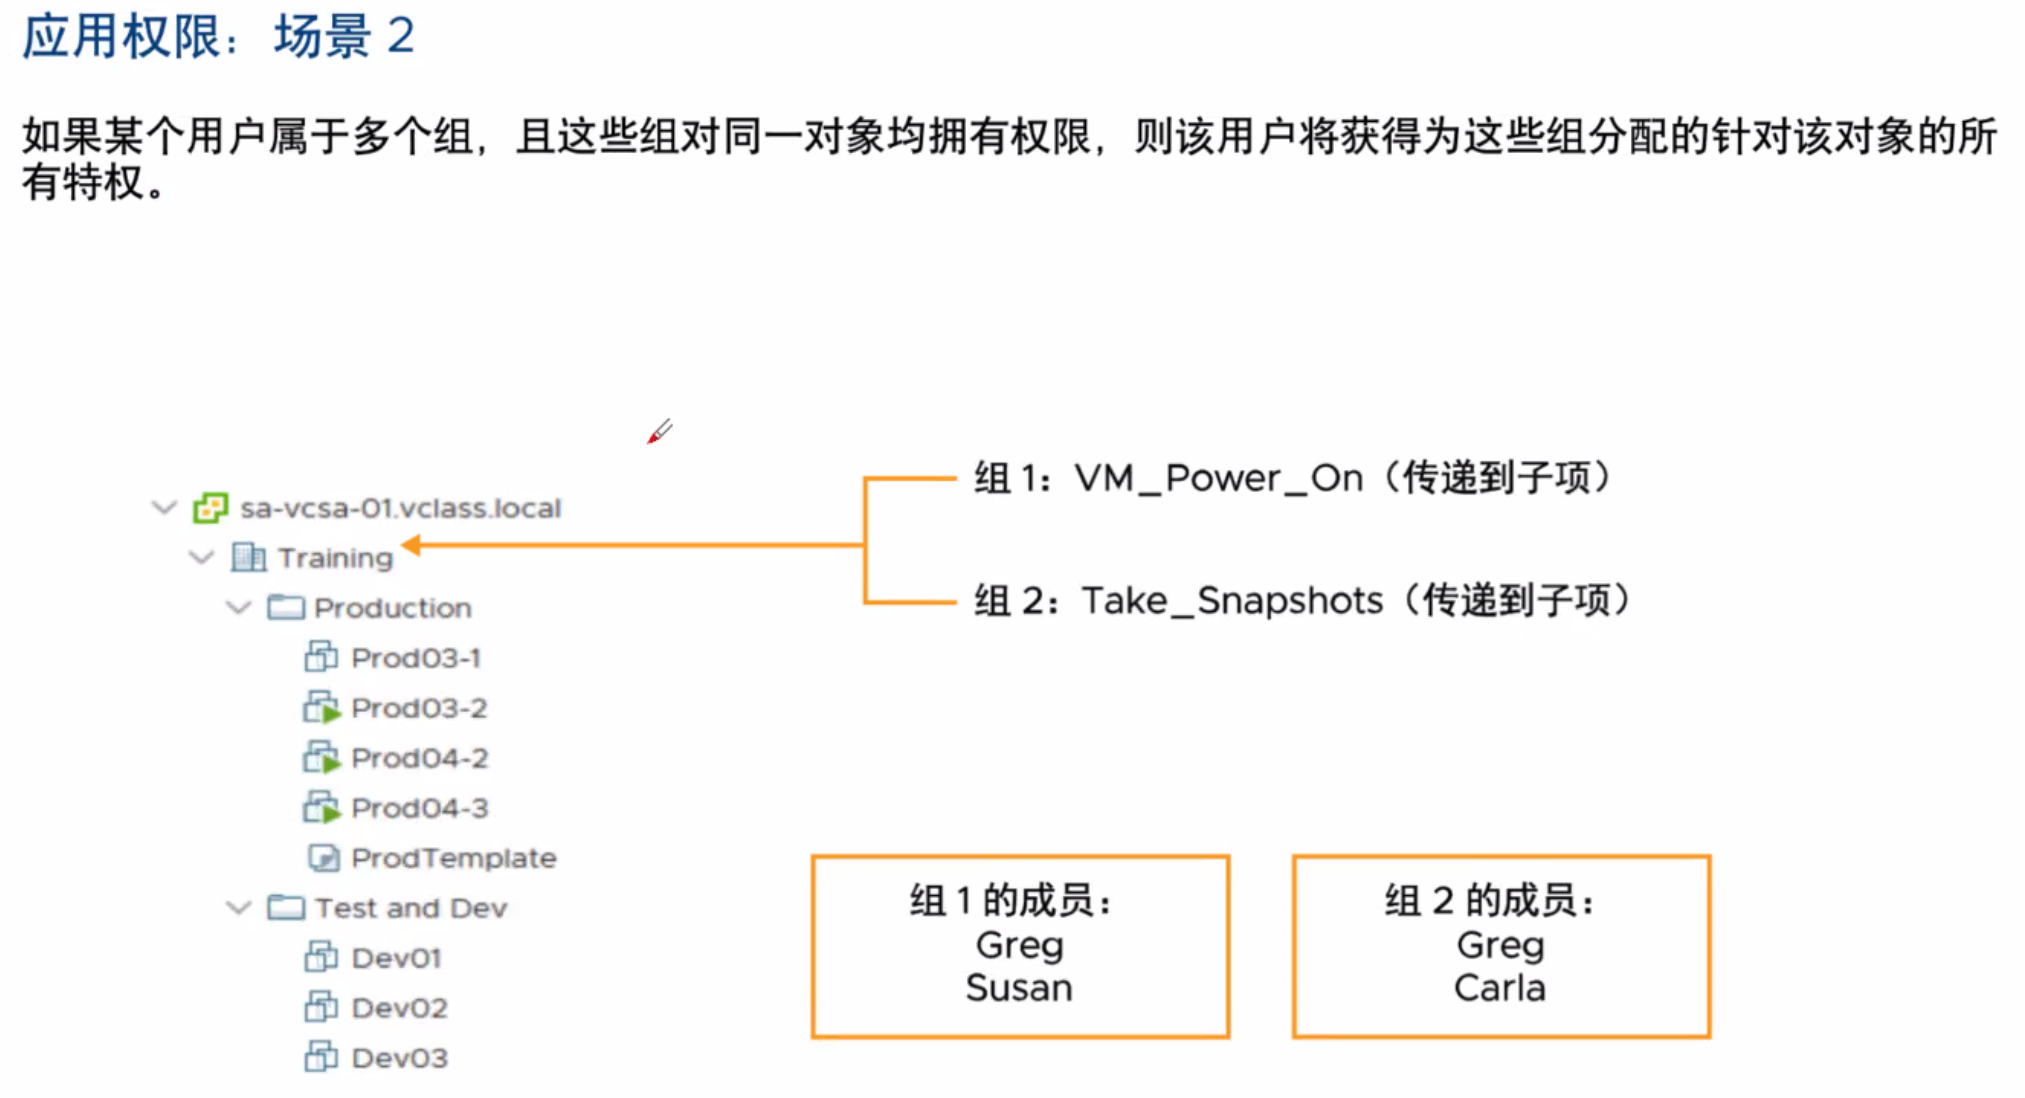 应用权限：场景 2
如果某个用户属于多个组，且这些组对同一对象均拥有权限，则该用户将获得为这些组分配的针对该对象的所
有特权。
组 1：VM_Power_On（传递到子项）
sa-vcsa-01.vclass.local
Training
组 2：Take_Snapshots（传递到子项）
Production
Prod03-1
Prod03-2
Prod04-2
Prod04-3
ProdTemplate
Test and Dev
Dev01
Dev02
Dev03
组 1 的成员：
Greg
Susan
组 2 的成员：
Greg
Carla